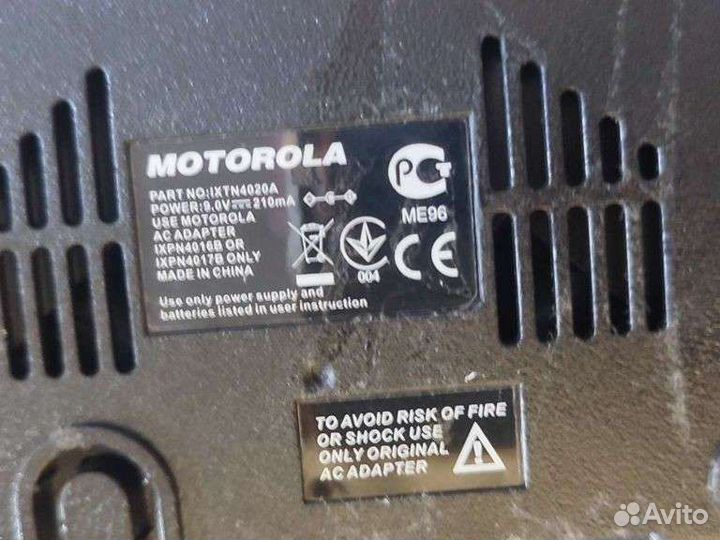 MOTOROLA
PART NO:IXTN4020A
POWER:9.0V 210mA
USE MOTOROLA
AC ADAPTER
IXPN4016B OR
IXPN4017B ONLY
MADE IN CHINA
Use only power supply and
batteries listed in user instruction
PCT
ME96
004
CE
TO AVOID RISK OF FIRE
OR SHOCK USE
ONLY ORIGINAL
AC ADAPTER
Avito